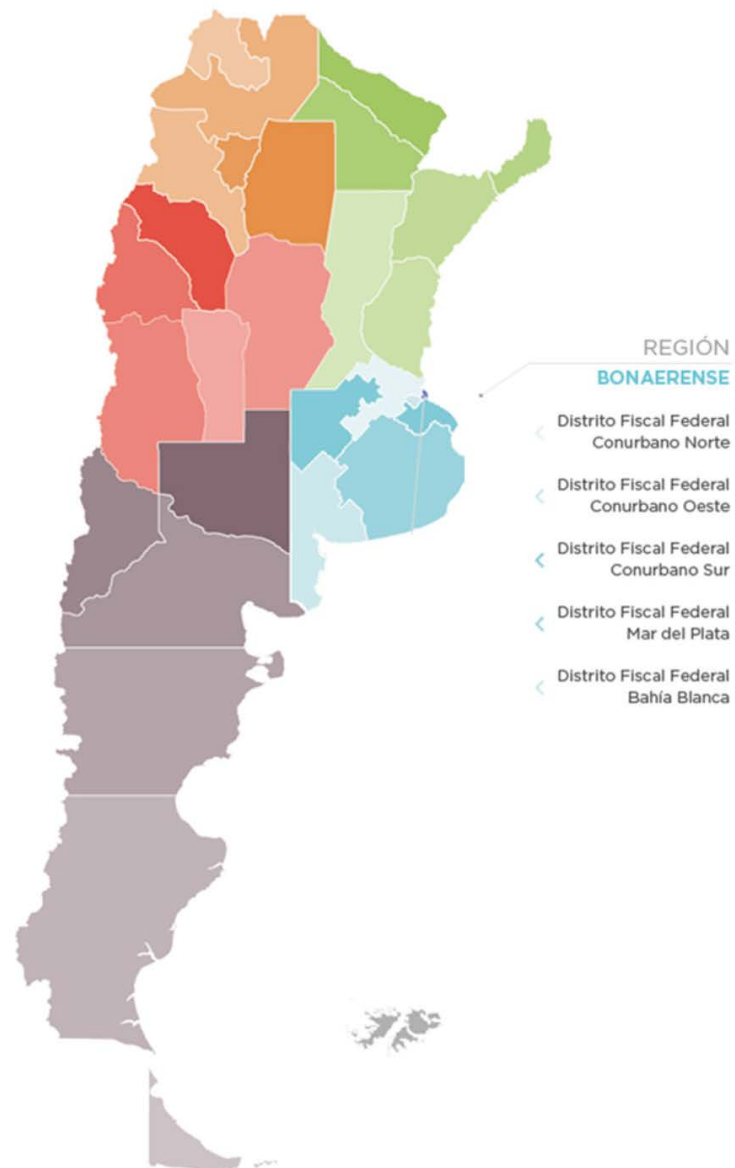 REGIÓN
BONAERENSE
Distrito Fiscal Federal
Conurbano Norte
Distrito Fiscal Federal
Conurbano Oeste
Distrito Fiscal Federal
Conurbano Sur
Distrito Fiscal Federal
Mar del Plata
Distrito Fiscal Federal
Bahía Blanca